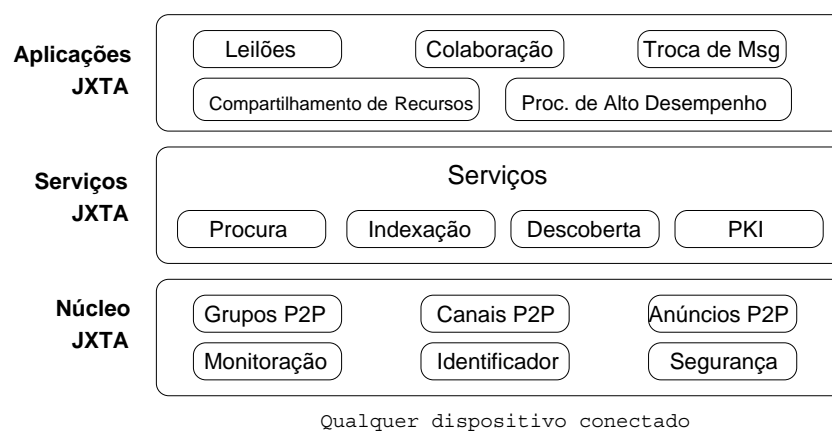 Aplicações
JXTA
Leilões
Colaboração
Troca de Msg
Compartilhamento de Recursos
Proc. de Alto Desempenho
Serviços
JXTA
Serviços
Procura
Indexação
Descoberta
PKI
Núcleo
JXTA
Grupos P2P
Canais P2P
Anúncios P2P
Monitoração
Identificador
Segurança
Qualquer dispositivo conectado